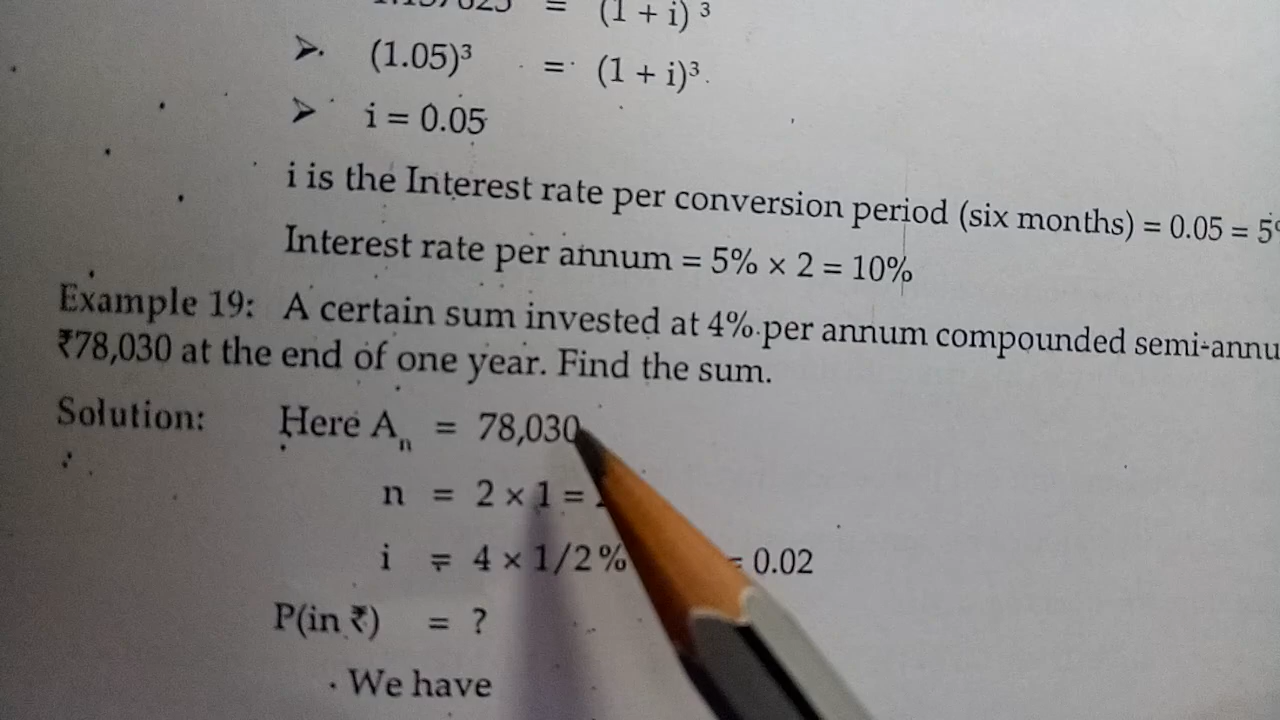 = (1 + i) ³
➢ (1.05)³ = (1 + i)³
➢ i = 0.05
i is the Interest rate per conversion period (six months) = 0.05 = 5
Interest rate per annum = 5% × 2 = 10%
Example 19: A certain sum invested at 4% per annum compounded semi-annu
₹78,030 at the end of one year. Find the sum.
Solution: Here Aₙ = 78,030
n = 2 × 1 =
i = 4 × 1/2% = 0.02
P(in ₹) = ?
We have